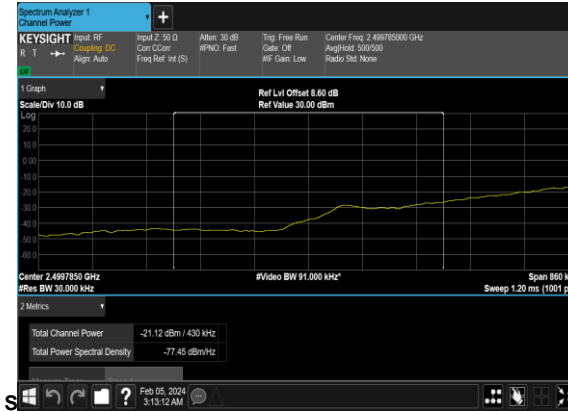 Spectrum Analyzer 1
Channel Power
+
KEYSIGHT
R T
LV
Input: RF
Coupling: DC
Align: Auto
Input Z: 50 Ω
Corr CCorr
Freq Ref: Int (S)
Atten: 30 dB
#PNO: Fast
Trig: Free Run
Gate: Off
#IF Gain: Low
Center Freq: 2.499785000 GHz
Avg|Hold: 500/500
Radio Std: None
1 Graph
Scale/Div 10.0 dB
Ref Lvl Offset 8.60 dB
Ref Value 30.00 dBm
Log
20.0
10.0
0.00
-10.0
-20.0
-30.0
-40.0
-50.0
-60.0
Center 2.4997850 GHz
#Res BW 30.000 kHz
#Video BW 91.000 kHz*
Span 860 k
Sweep 1.20 ms (1001 p
2 Metrics
Total Channel Power -21.12 dBm / 430 kHz
Total Power Spectral Density -77.45 dBm/Hz
S
?
Feb 05, 2024
3:13:12 AM